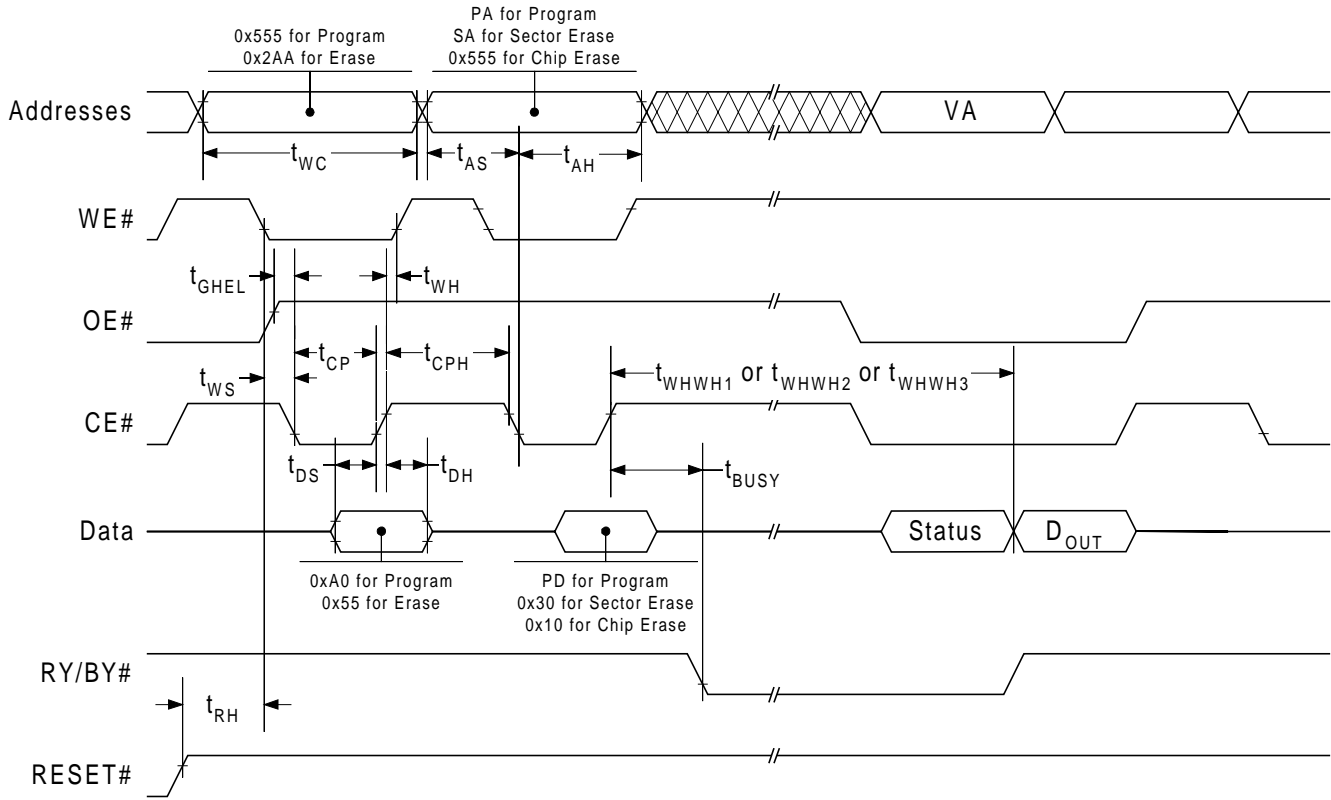 0x555 for Program
0x2AA for Erase
PA for Program
SA for Sector Erase
0x555 for Chip Erase
Addresses
VA
tWC
tAS
tAH
WE#
tGHEL
tWH
OE#
tCP
tCPH
tWS
tWHWH1 or tWHWH2 or tWHWH3
CE#
tDS
tDH
tBUSY
Data
Status
DOUT
0xA0 for Program
0x55 for Erase
PD for Program
0x30 for Sector Erase
0x10 for Chip Erase
RY/BY#
tRH
RESET#